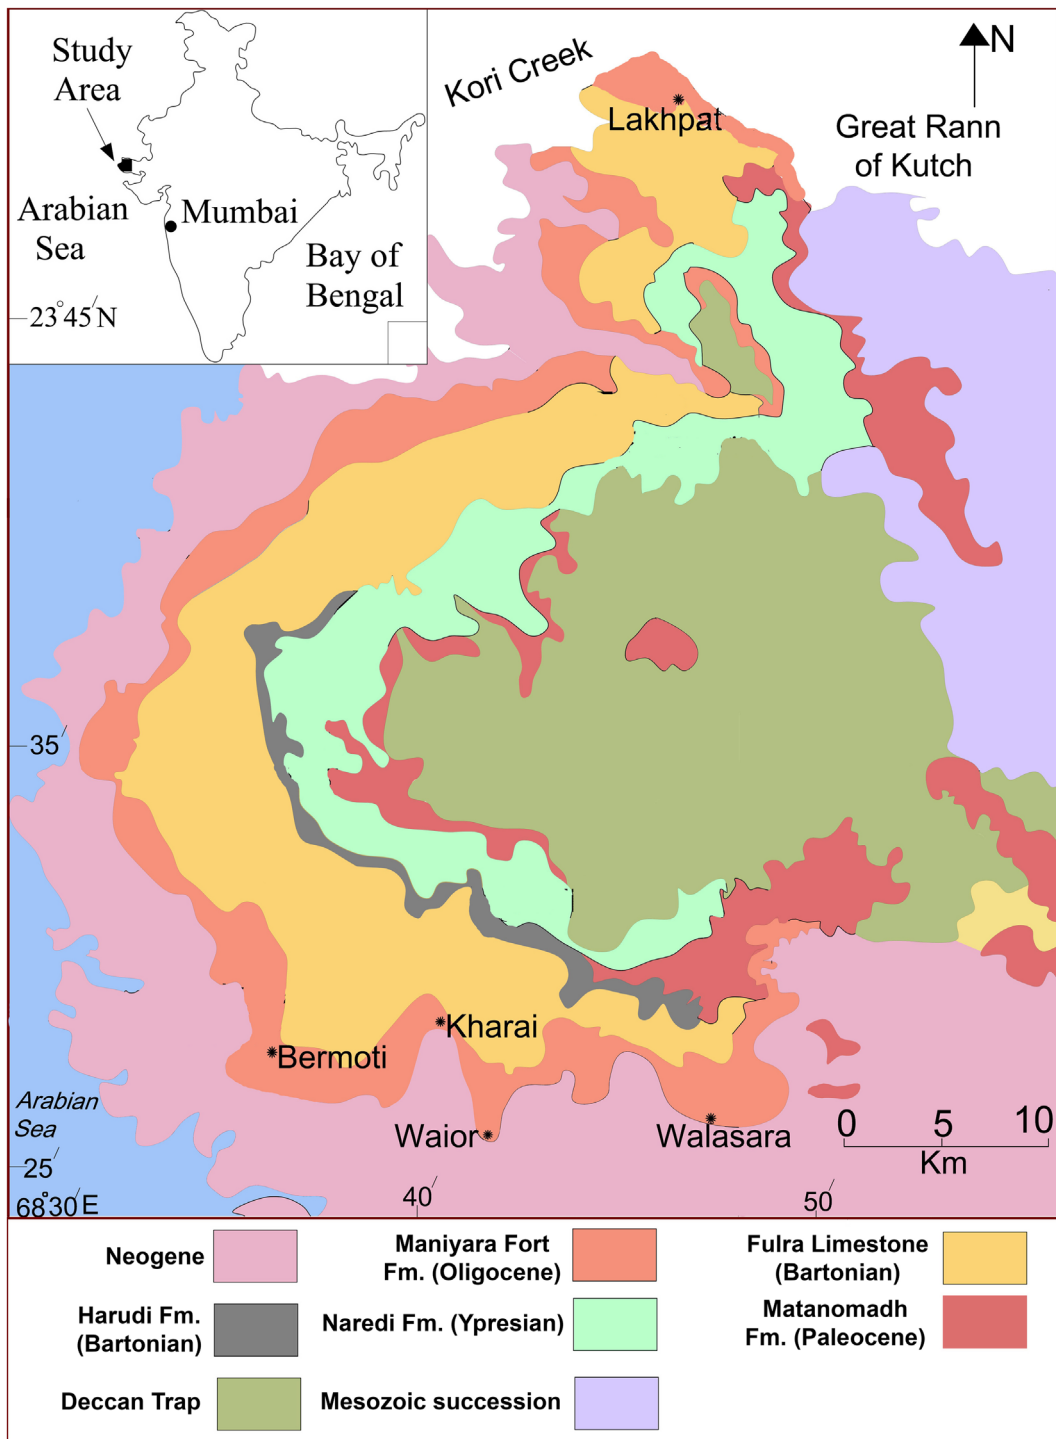 Study
Area
Arabian
Sea
Mumbai
Bay of
Bengal
23°45′N
Kori Creek
Lakhpat
N
Great Rann
of Kutch
35′
Kharai
Bermoti
Waior
Walasara
Arabian
Sea
25′
68°30′E
40′
50′
0 5 10
Km
Neogene
Maniyara Fort
Fm. (Oligocene)
Fulra Limestone
(Bartonian)
Harudi Fm.
(Bartonian)
Naredi Fm. (Ypresian)
Matanomadh
Fm. (Paleocene)
Deccan Trap
Mesozoic succession